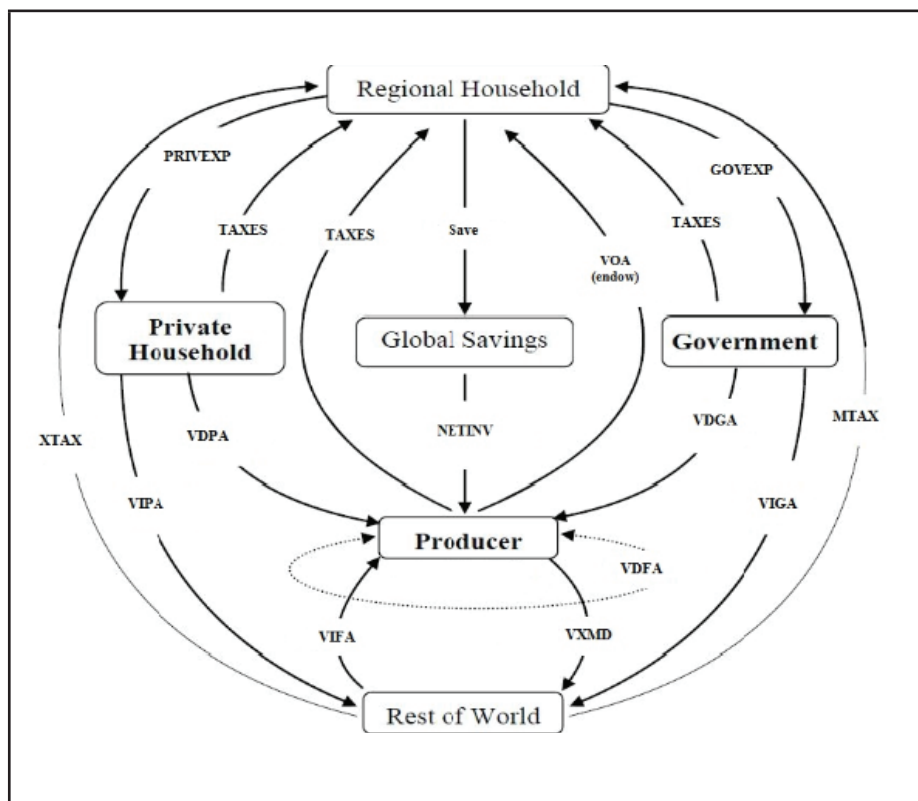 Regional Household
PRIVEXP
GOVEXP
TAXES
TAXES
Save
TAXES
VOA
(endow)
Private
Household
Global Savings
Government
XTAX
VDPA
NETINV
VDGA
MTAX
VIPA
VIGA
Producer
VDFA
VIFA
VXMD
Rest of World